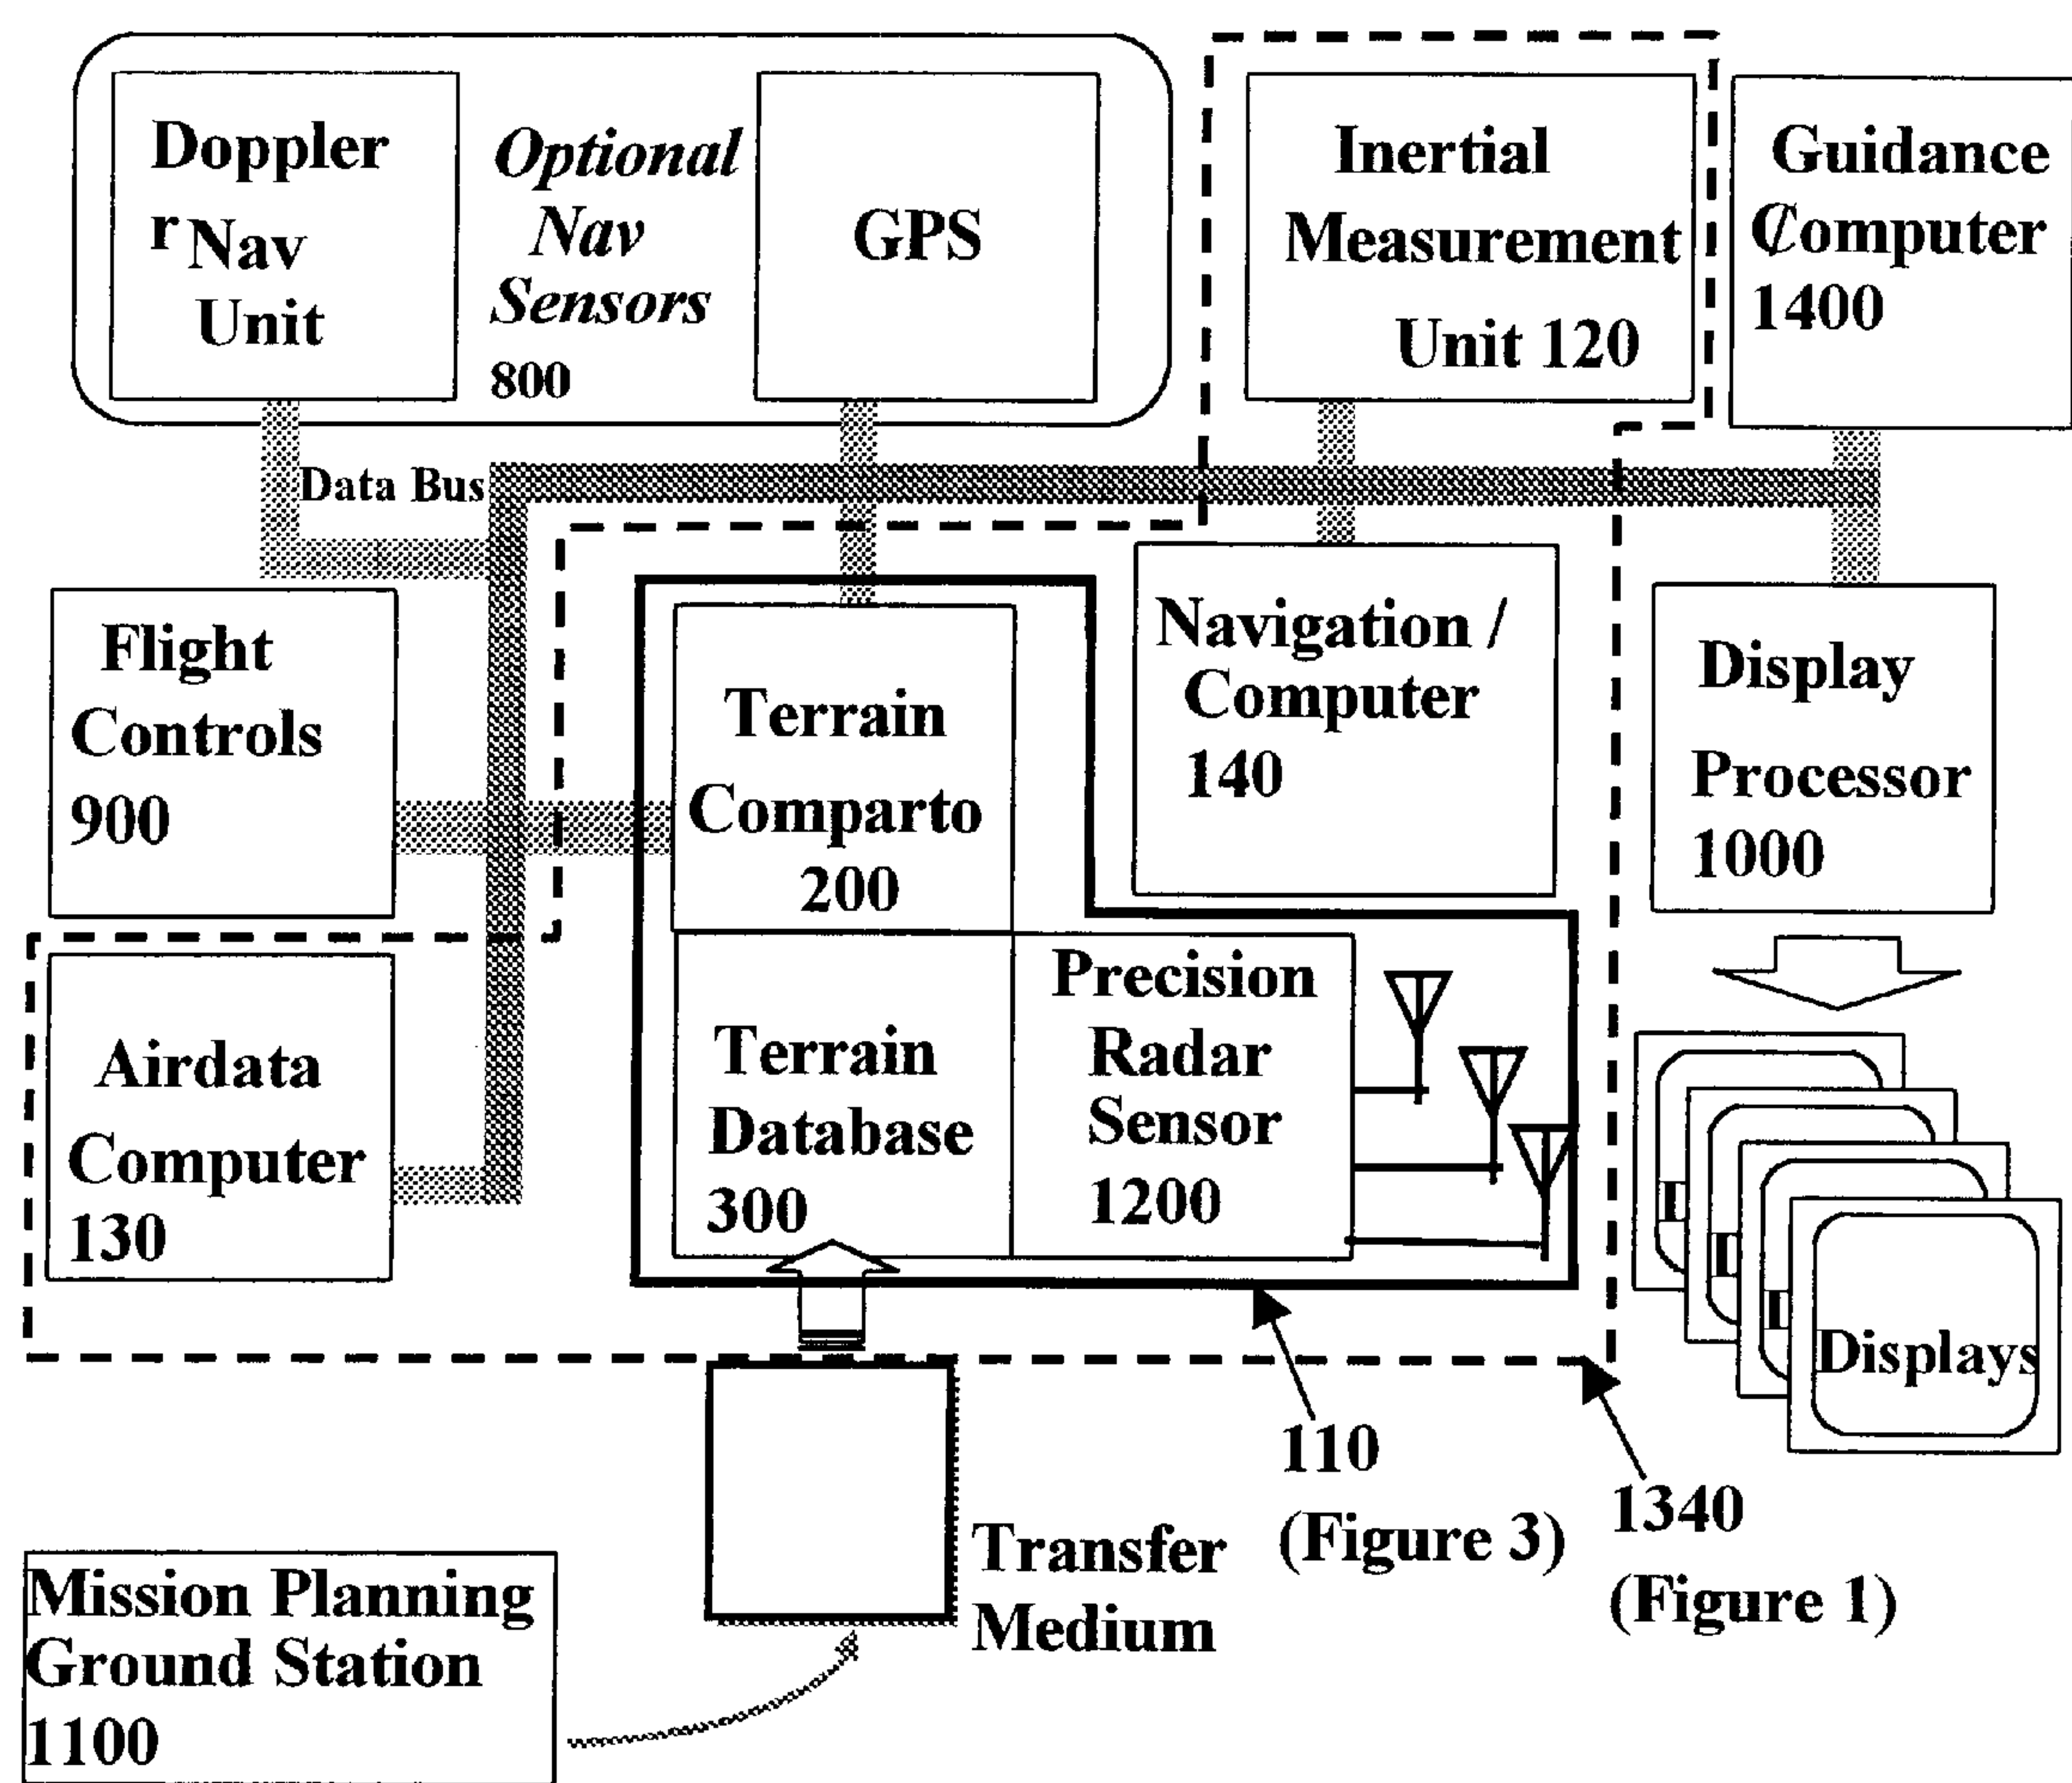 Doppler
r Nav
Unit
Optional
Nav
Sensors
800
GPS
Inertial
Measurement
Unit 120
Guidance
Computer
1400
Data Bus
Flight
Controls
900
Terrain
Comparto
200
Navigation /
Computer
140
Display
Processor
1000
Airdata
Computer
130
Terrain
Database
300
Precision
Radar
Sensor
1200
D
D
D
Displays
110
(Figure 3)
1340
(Figure 1)
Transfer
Medium
Mission Planning
Ground Station
1100